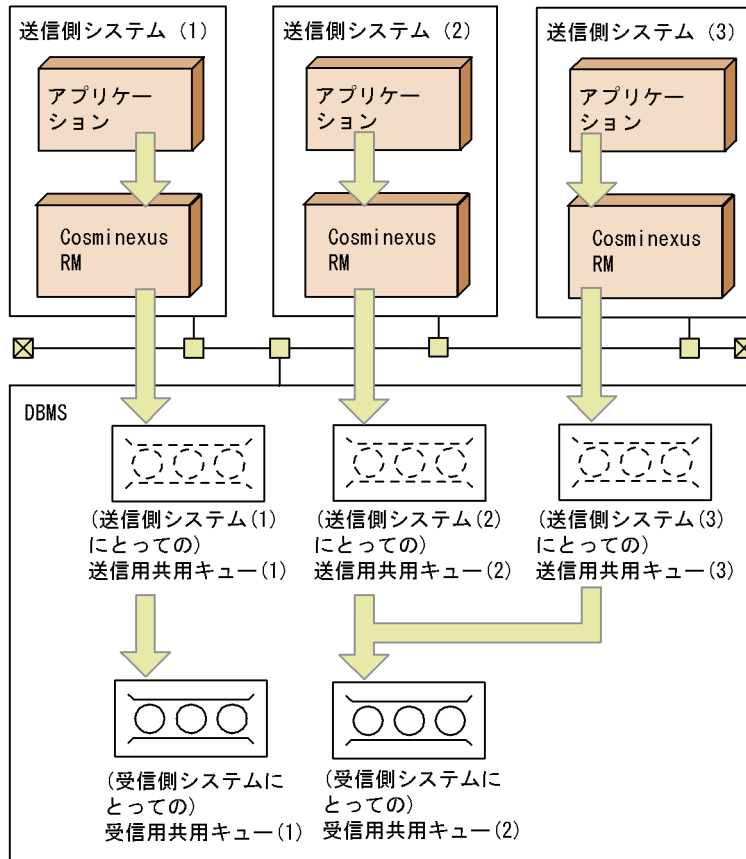 送信側システム (1)
アプリケー
ション
Cosminexus
RM
送信側システム (2)
アプリケー
ション
Cosminexus
RM
送信側システム (3)
アプリケー
ション
Cosminexus
RM
DBMS
(送信側システム(1)
にとっての)
送信用共用キュー(1)
(送信側システム(2)
にとっての)
送信用共用キュー(2)
(送信側システム(3)
にとっての)
送信用共用キュー(3)
(受信側システムに
とっての)
受信用共用キュー(1)
(受信側システムに
とっての)
受信用共用キュー(2)